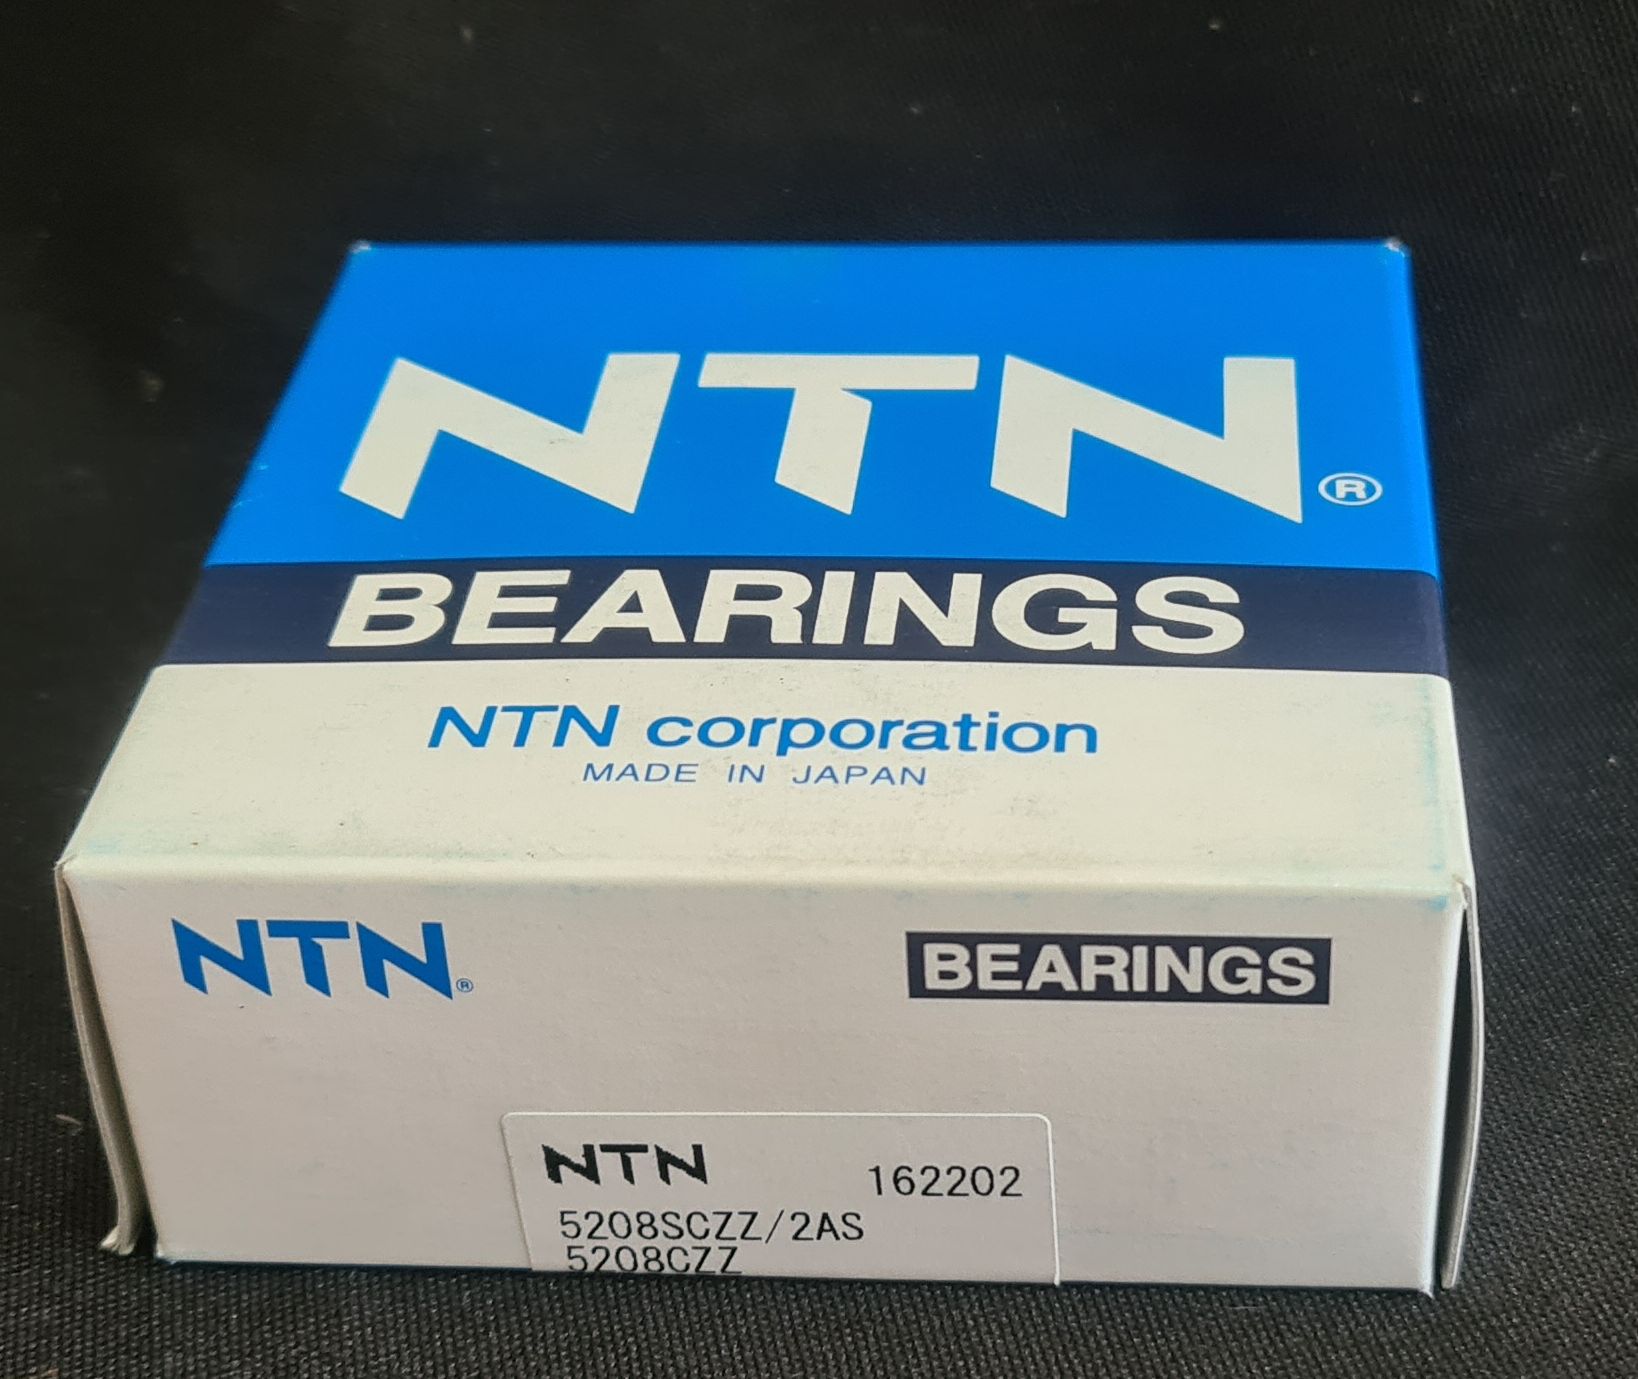 NTN®
BEARINGS
NTN corporation
MADE IN JAPAN
NTN® BEARINGS
NTN 162202
5208SCZZ/2AS
5208CZZ